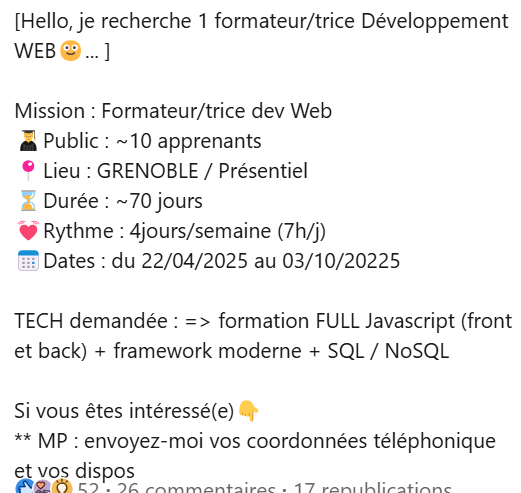 [Hello, je recherche 1 formateur/trice Développement
WEB🙂... ]
Mission : Formateur/trice dev Web
👨‍🎓Public : ~10 apprenants
📍Lieu : GRENOBLE / Présentiel
⏳Durée : ~70 jours
💓Rythme : 4jours/semaine (7h/j)
📅Dates : du 22/04/2025 au 03/10/20225
TECH demandée : => formation FULL Javascript (front
et back) + framework moderne + SQL / NoSQL
Si vous êtes intéressé(e)👇
** MP : envoyez-moi vos coordonnées téléphonique
et vos dispos
52 · 26 commentaires · 17 republications